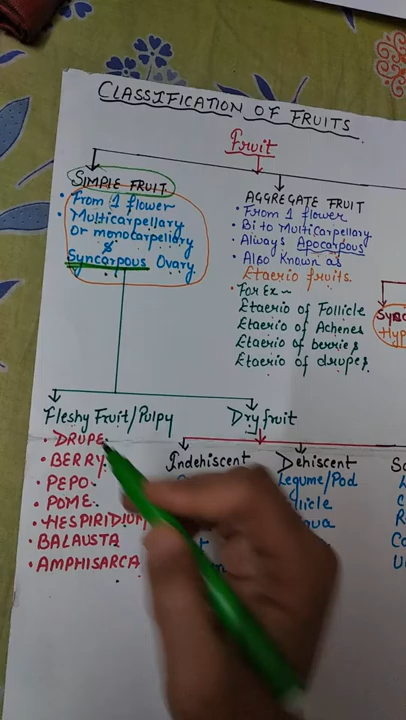 CLASSIFICATION OF FRUITS
Fruit
SIMPLE FRUIT
• From 1 flower
• Multicarpellary
Or monocarpellary
&
Syncarpous Ovary
AGGREGATE FRUIT
• From 1 flower
• Bi to Multicarpellary
• Always Apocarpous
• Also Known as
Etaerio fruits.
• For Ex ~
Etaerio of Follicle
Etaerio of Achenes
Etaerio of berries
Etaerio of drupes
Fleshy Fruit/Pulpy
• DRUPE
• BERRY
• PEPO
• POME
• HESPIRIDIUM
• BALAUSTA
• AMPHISARCA
Dry fruit
Indehiscent
Dehiscent
Legume/Pod